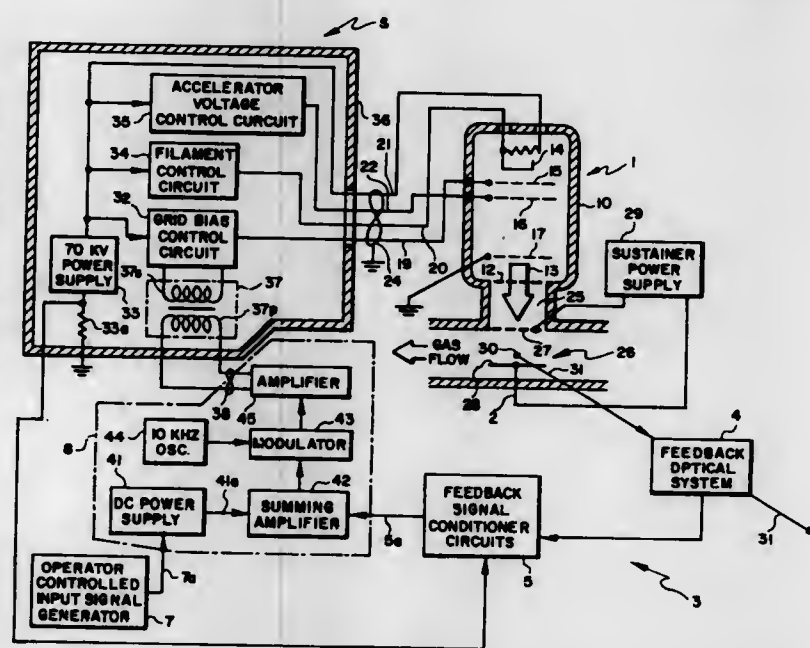 8
ACCELERATOR
VOLTAGE
CONTROL CURCUIT
35
36
34
FILAMENT
CONTROL
CIRCUIT
22
21
14
1
15
10
16
32
GRID BIAS
CONTROL
CIRCUIT
29
SUSTAINER
POWER
SUPPLY
17
19
20
24
12
13
70 KV
POWER
SUPPLY
37s
37
33
37p
33a
25
GAS
FLOW
27
26
30
28
31
2
AMPLIFIER
38
45
6
44
10 KHZ
OSC.
43
MODULATOR
4
FEEDBACK
OPTICAL
SYSTEM
41
DC POWER
SUPPLY
41a
42
SUMMING
AMPLIFIER
FEEDBACK
SIGNAL
CONDITIONER
CIRCUITS
5a
5
31
3
7a
OPERATOR
CONTROLLED
INPUT SIGNAL
GENERATOR
7